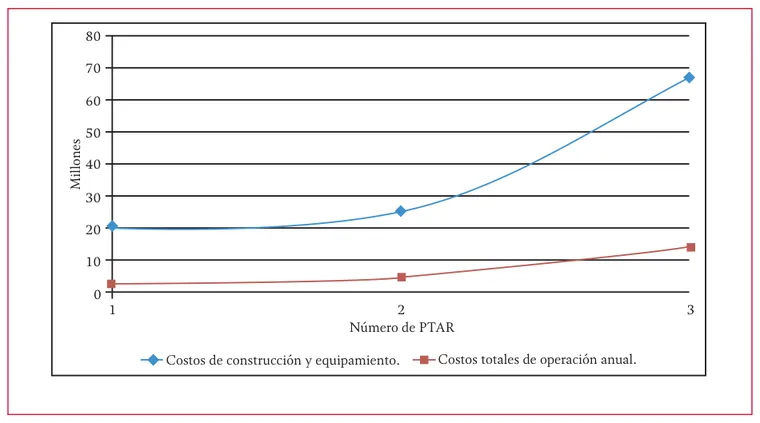 80
70
60
50
40
30
20
10
0
Millones
1 2 3
Número de PTAR
Costos de construcción y equipamiento. Costos totales de operación anual.